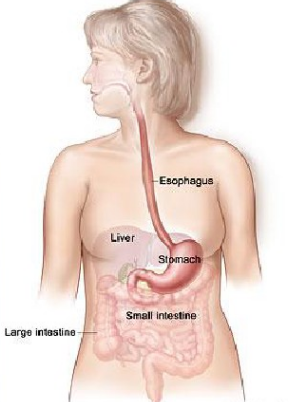 Esophagus
Liver
Stomach
Small intestine
Large intestine